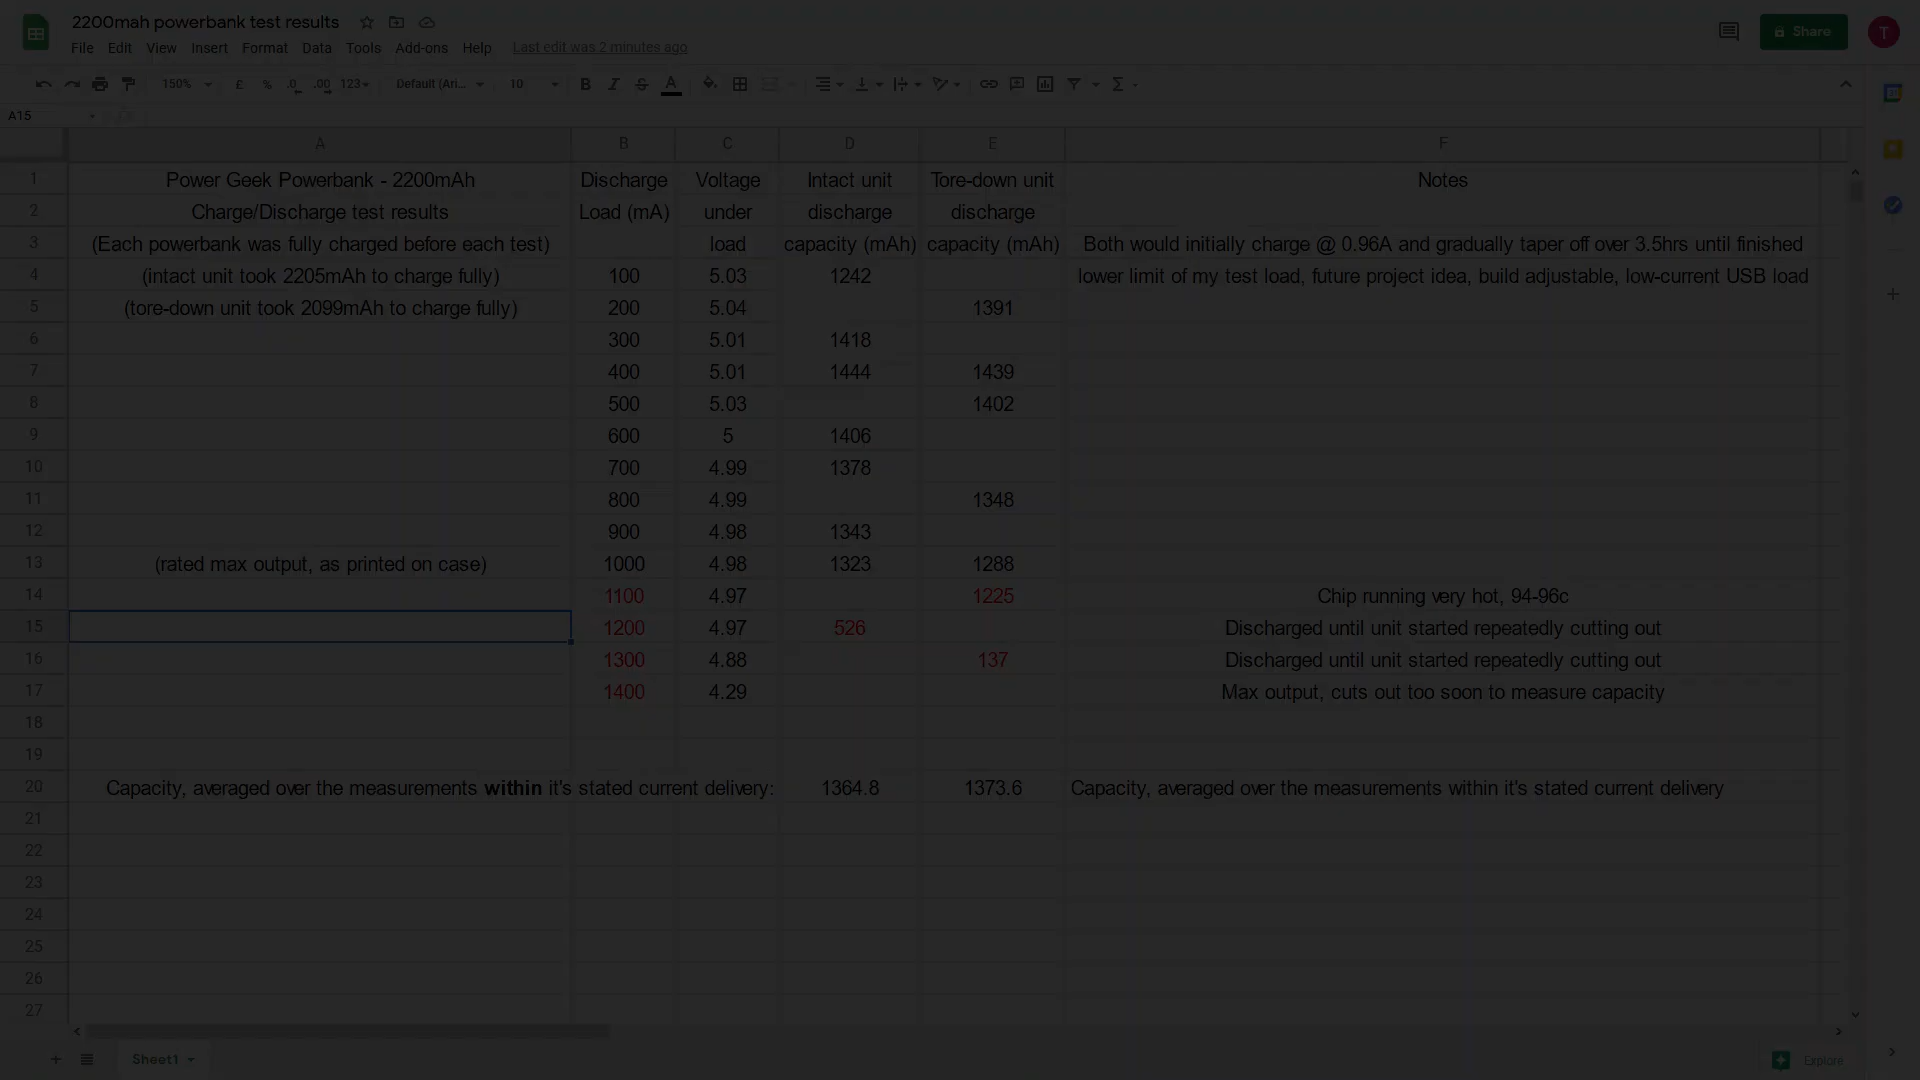 2200mah powerbank test results
File Edit View Insert Format Data Tools Add-ons Help Last edit was 2 minutes ago
Share
T
150% £ % .0 .00 123 Default (Ari... 10 B I S A Σ
A15
A B C D E F
1 Power Geek Powerbank - 2200mAh Discharge Voltage Intact unit Tore-down unit Notes
2 Charge/Discharge test results Load (mA) under discharge discharge
3 (Each powerbank was fully charged before each test) load capacity (mAh) capacity (mAh) Both would initially charge @ 0.96A and gradually taper off over 3.5hrs until finished
4 (intact unit took 2205mAh to charge fully) 100 5.03 1242 lower limit of my test load, future project idea, build adjustable, low-current USB load
5 (tore-down unit took 2099mAh to charge fully) 200 5.04 1391
6 300 5.01 1418
7 400 5.01 1444 1439
8 500 5.03 1402
9 600 5 1406
10 700 4.99 1378
11 800 4.99 1348
12 900 4.98 1343
13 (rated max output, as printed on case) 1000 4.98 1323 1288
14 1100 4.97 1225 Chip running very hot, 94-96c
15 1200 4.97 526 Discharged until unit started repeatedly cutting out
16 1300 4.88 137 Discharged until unit started repeatedly cutting out
17 1400 4.29 Max output, cuts out too soon to measure capacity
18
19
20 Capacity, averaged over the measurements within it's stated current delivery: 1364.8 1373.6 Capacity, averaged over the measurements within it's stated current delivery
21
22
23
24
25
26
27
Sheet1
Explore